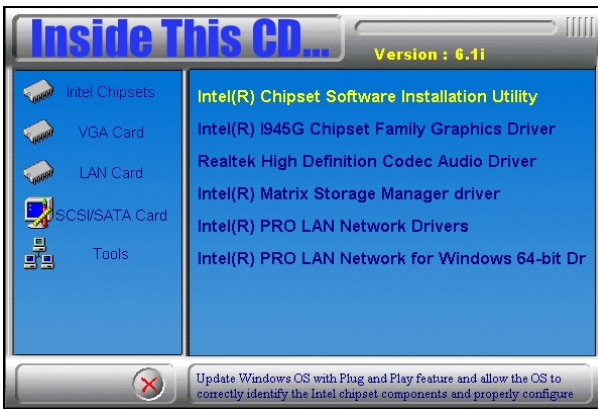 Inside This CD...
Version : 6.1i
Intel Chipsets
VGA Card
LAN Card
SCSI/SATA Card
Tools
Intel(R) Chipset Software Installation Utility
Intel(R) I945G Chipset Family Graphics Driver
Realtek High Definition Codec Audio Driver
Intel(R) Matrix Storage Manager driver
Intel(R) PRO LAN Network Drivers
Intel(R) PRO LAN Network for Windows 64-bit Dr
Update Windows OS with Plug and Play feature and allow the OS to
correctly identify the Intel chipset components and properly configure